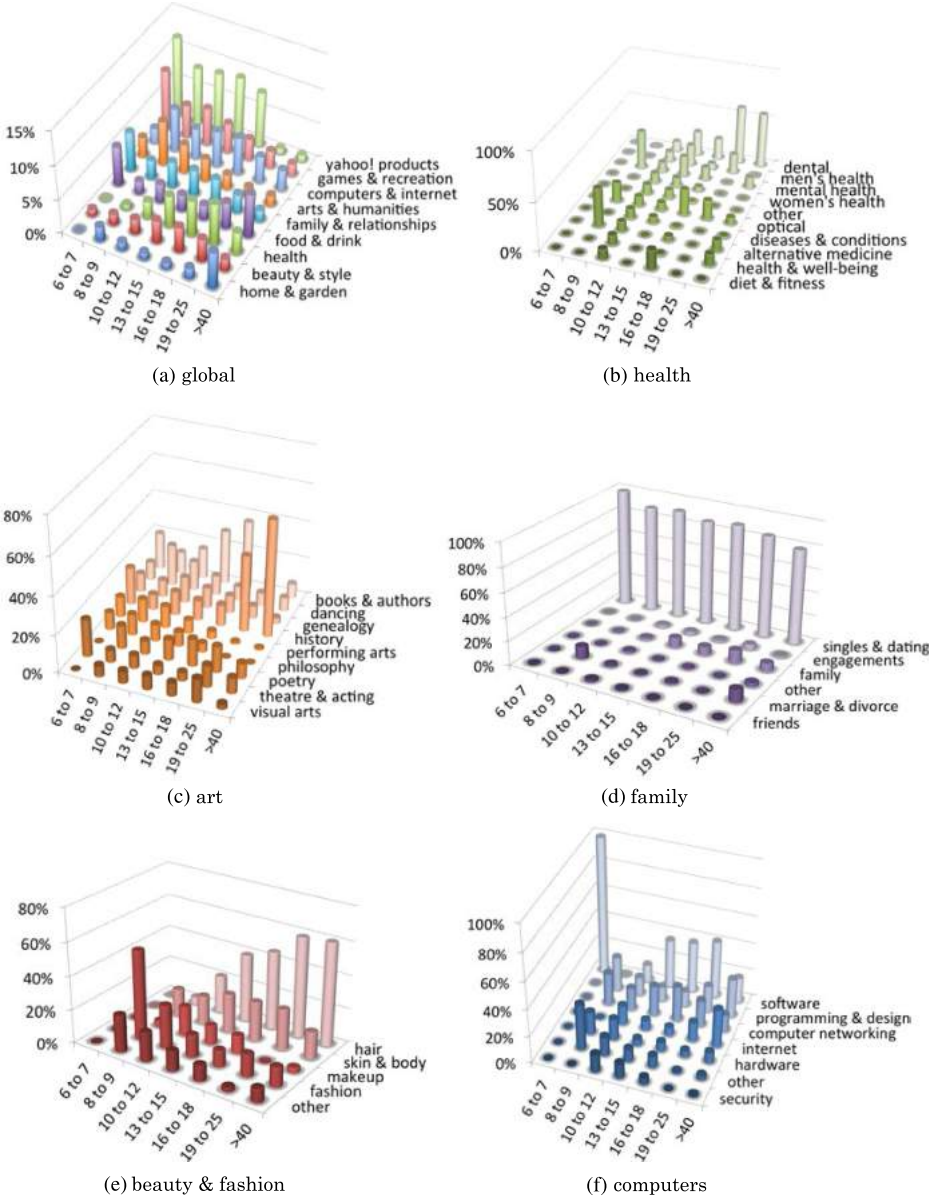 15%
10%
5%
0%
yahoo! products
games & recreation
computers & internet
arts & humanities
family & relationships
food & drink
health
beauty & style
home & garden
6 to 7
8 to 9
10 to 12
13 to 15
16 to 18
19 to 25
>40
(a) global
100%
50%
0%
dental
men's health
mental health
women's health
other
optical
diseases & conditions
alternative medicine
health & well-being
diet & fitness
6 to 7
8 to 9
10 to 12
13 to 15
16 to 18
19 to 25
>40
(b) health
80%
60%
40%
20%
0%
books & authors
dancing
genealogy
history
performing arts
philosophy
poetry
theatre & acting
visual arts
6 to 7
8 to 9
10 to 12
13 to 15
16 to 18
19 to 25
>40
(c) art
100%
80%
60%
40%
20%
0%
singles & dating
engagements
family
other
marriage & divorce
friends
6 to 7
8 to 9
10 to 12
13 to 15
16 to 18
19 to 25
>40
(d) family
80%
60%
40%
20%
0%
hair
skin & body
makeup
fashion
other
6 to 7
8 to 9
10 to 12
13 to 15
16 to 18
19 to 25
>40
(e) beauty & fashion
100%
80%
60%
40%
20%
0%
software
programming & design
computer networking
internet
hardware
other
security
6 to 7
8 to 9
10 to 12
13 to 15
16 to 18
19 to 25
>40
(f) computers